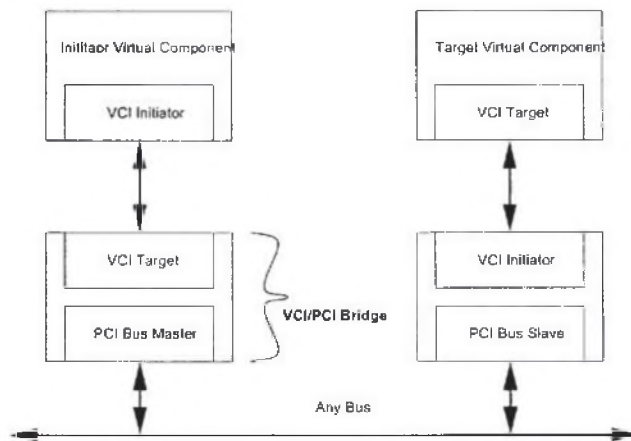 Inititaor Virtual Component
Target Virtual Component
VCI Initiator
VCI Target
VCI Target
VCI Initiator
VCI/PCI Bridge
PCI Bus Master
PCI Bus Slave
Any Bus